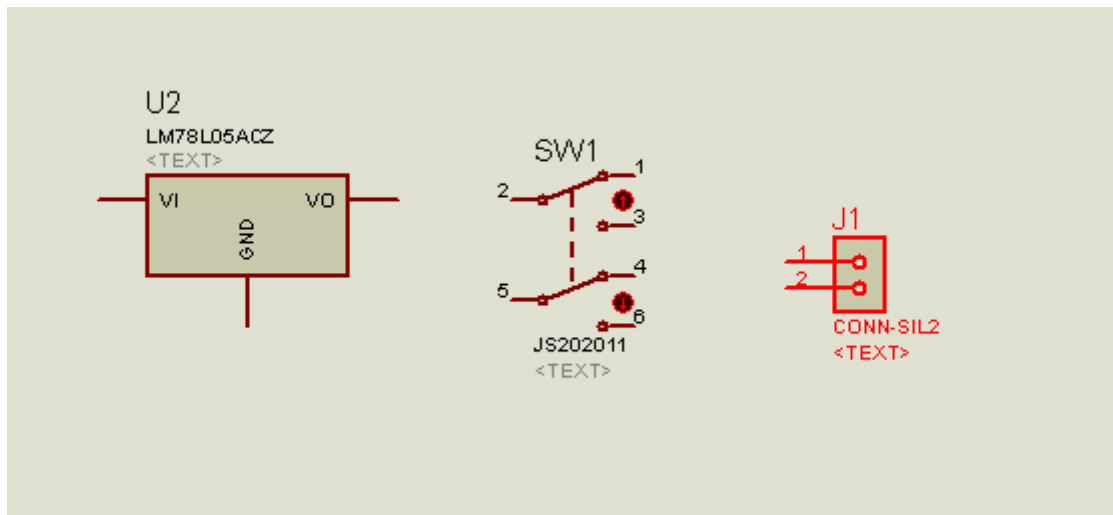 U2
LM78L05ACZ
<TEXT>
VI
VO
GND
SW1
1
2
3
4
5
6
JS202011
<TEXT>
J1
1
2
CONN-SIL2
<TEXT>